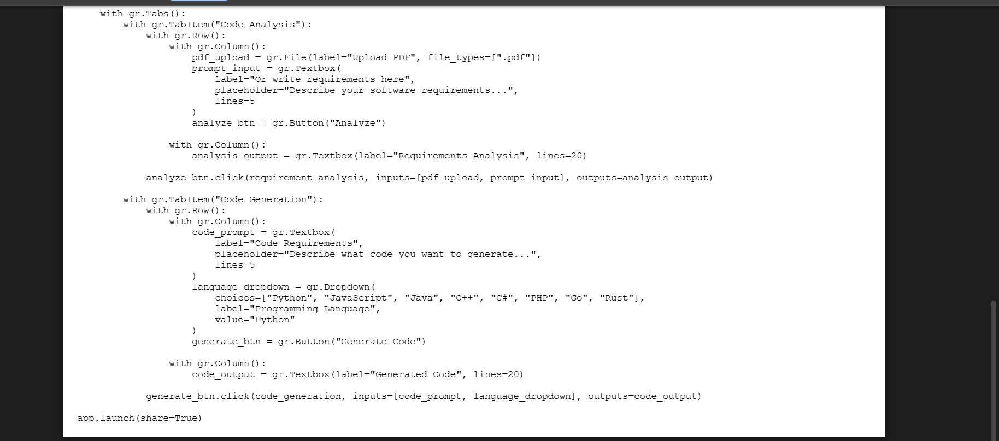 with gr.Tabs():
with gr.TabItem("Code Analysis"):
with gr.Row():
with gr.Column():
pdf_upload = gr.File(label="Upload PDF", file_types=[".pdf"])
prompt_input = gr.Textbox(
label="Or write requirements here",
placeholder="Describe your software requirements...",
lines=5
)
analyze_btn = gr.Button("Analyze")
with gr.Column():
analysis_output = gr.Textbox(label="Requirements Analysis", lines=20)
analyze_btn.click(requirement_analysis, inputs=[pdf_upload, prompt_input], outputs=analysis_output)
with gr.TabItem("Code Generation"):
with gr.Row():
with gr.Column():
code_prompt = gr.Textbox(
label="Code Requirements",
placeholder="Describe what code you want to generate...",
lines=5
)
language_dropdown = gr.Dropdown(
choices=["Python", "JavaScript", "Java", "C++", "C#", "PHP", "Go", "Rust"],
label="Programming Language",
value="Python"
)
generate_btn = gr.Button("Generate Code")
with gr.Column():
code_output = gr.Textbox(label="Generated Code", lines=20)
generate_btn.click(code_generation, inputs=[code_prompt, language_dropdown], outputs=code_output)
app.launch(share=True)